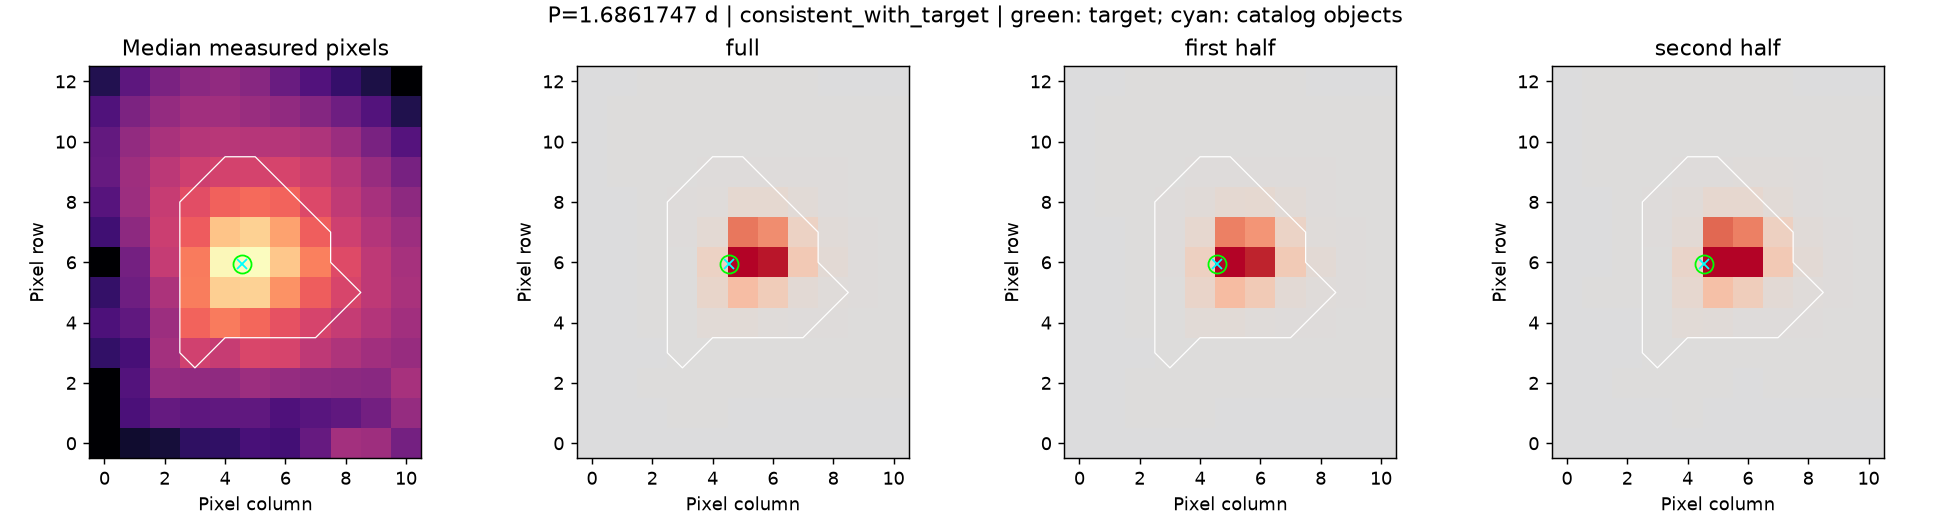 P=1.6861747 d | consistent_with_target | green: target; cyan: catalog objects
Median measured pixels
full
first half
second half
Pixel row
12
10
8
6
4
2
0
0 2 4 6 8 10
Pixel column
Pixel row
12
10
8
6
4
2
0
0 2 4 6 8 10
Pixel column
Pixel row
12
10
8
6
4
2
0
0 2 4 6 8 10
Pixel column
Pixel row
12
10
8
6
4
2
0
0 2 4 6 8 10
Pixel column